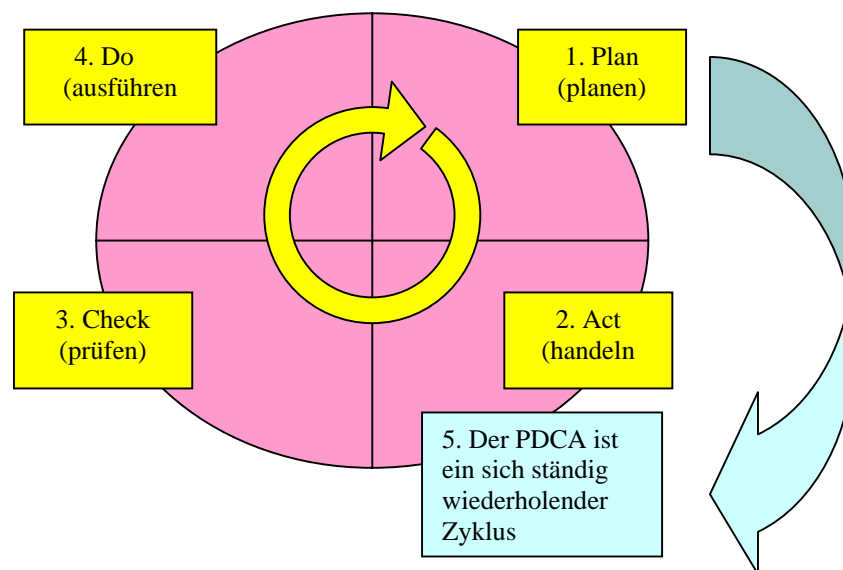 4. Do
(ausführen
1. Plan
(planen)
3. Check
(prüfen)
2. Act
(handeln
5. Der PDCA ist
ein sich ständig
wiederholender
Zyklus